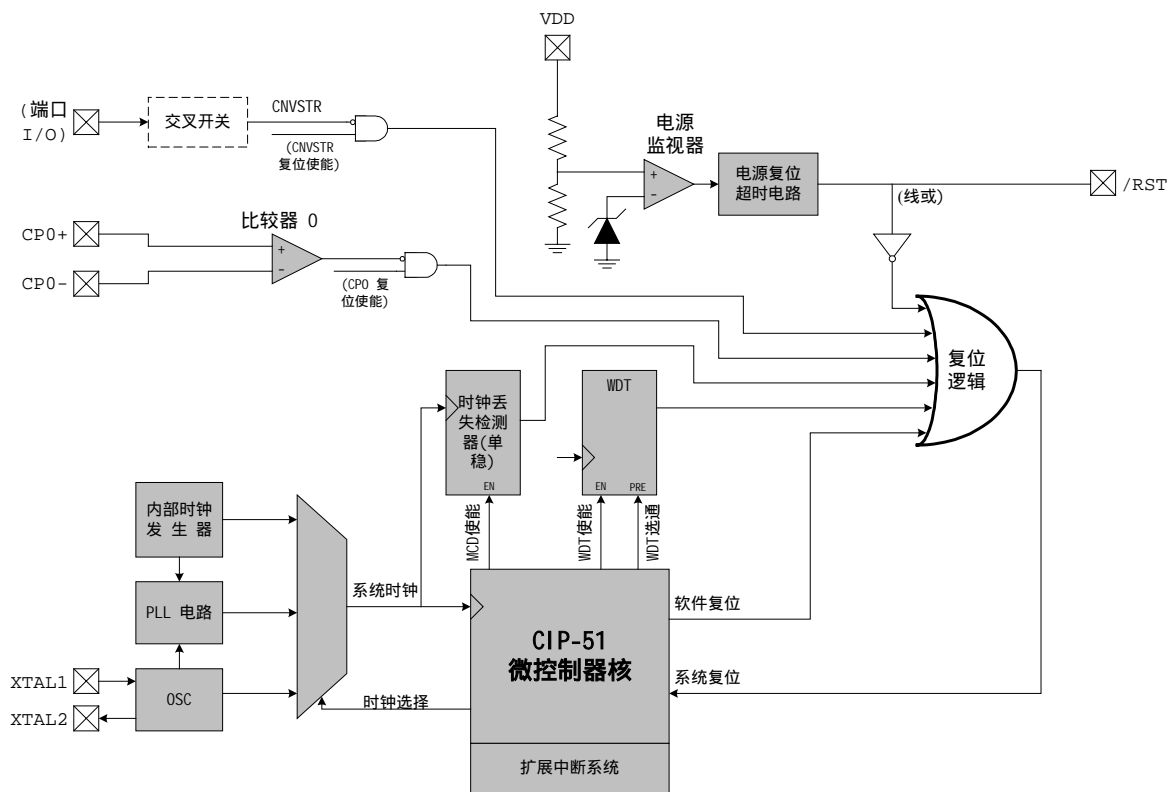 VDD
(端口
I/O)
交叉开关
CNVSTR
(CNVSTR
复位使能)
电源
监视器
+
-
电源复位
超时电路
(线或)
/RST
CP0+
CP0-
比较器 0
+
-
(CP0 复
位使能)
复位
逻辑
时钟丢
失检测
器(单
稳)
EN
WDT
EN
PRE
MCD使能
WDT使能
WDT选通
内部时钟
发 生 器
PLL 电路
OSC
XTAL1
XTAL2
系统时钟
时钟选择
CIP-51
微控制器核
扩展中断系统
软件复位
系统复位